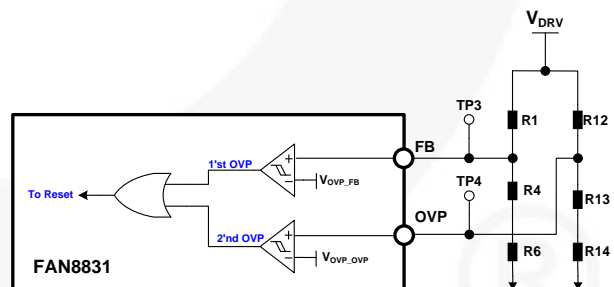 VDRV
TP3
R1
R12
FB
1'st OVP
+
-
VOVP_FB
To Reset
TP4
R4
R13
OVP
2'nd OVP
+
-
VOVP_OVP
R6
R14
FAN8831
®